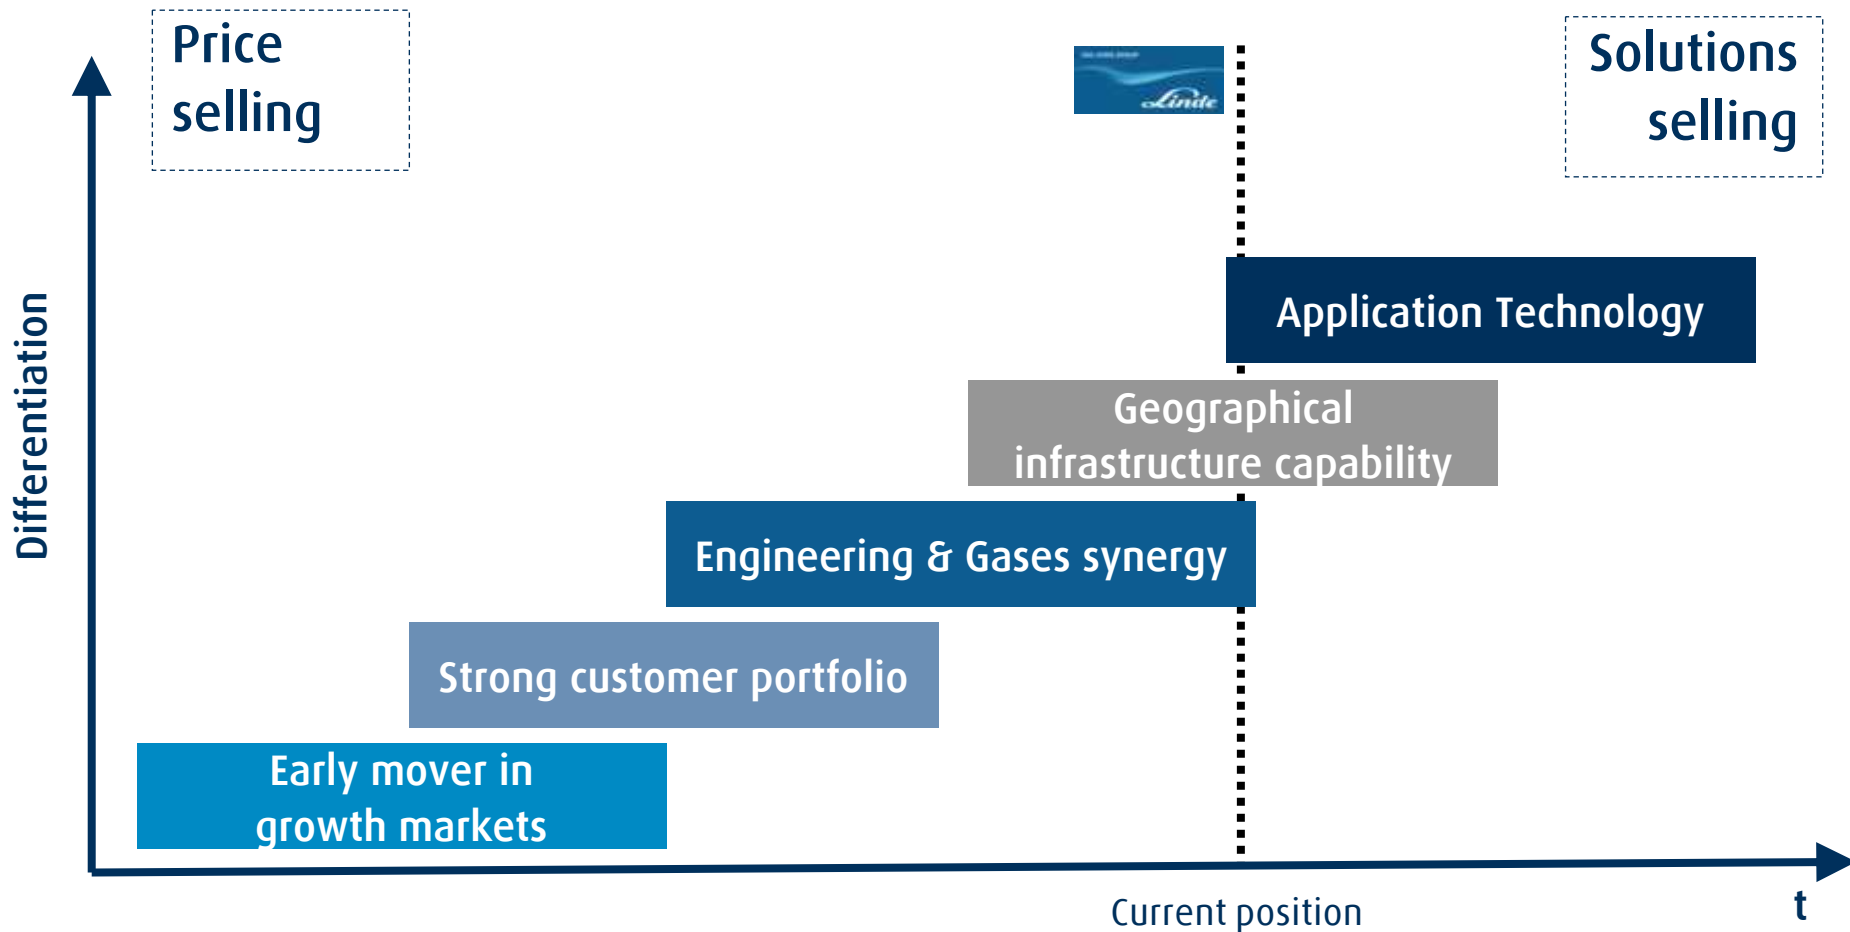 Price
selling
Linde
Solutions
selling
Differentiation
Application Technology
Geographical
infrastructure capability
Engineering & Gases synergy
Strong customer portfolio
Early mover in
growth markets
Current position
t